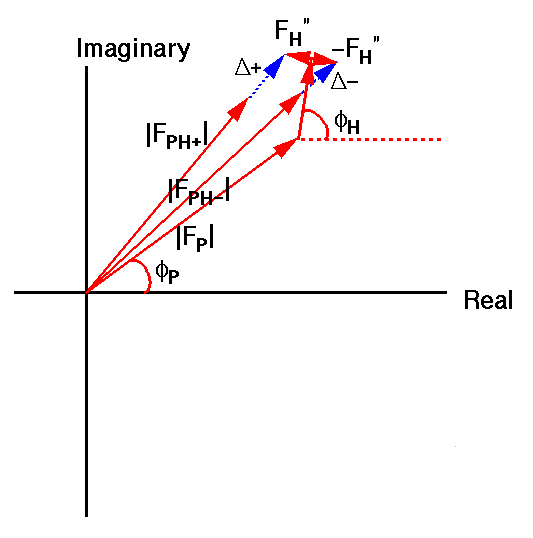 F_H"
Imaginary
-F_H"
Δ+
Δ−
ϕ_H
|F_PH+|
|F_PH−|
|F_P|
ϕ_P
Real